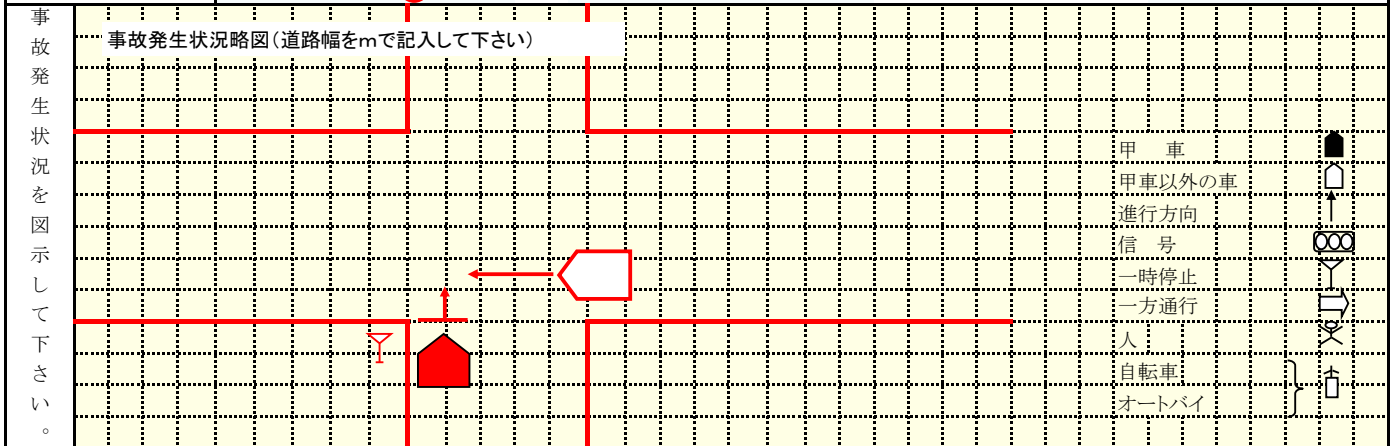 事故発生状況を図示して下さい。
事故発生状況略図(道路幅をmで記入して下さい)
甲　車
甲車以外の車
進行方向
信　号
一時停止
一方通行
人
自転車
オートバイ